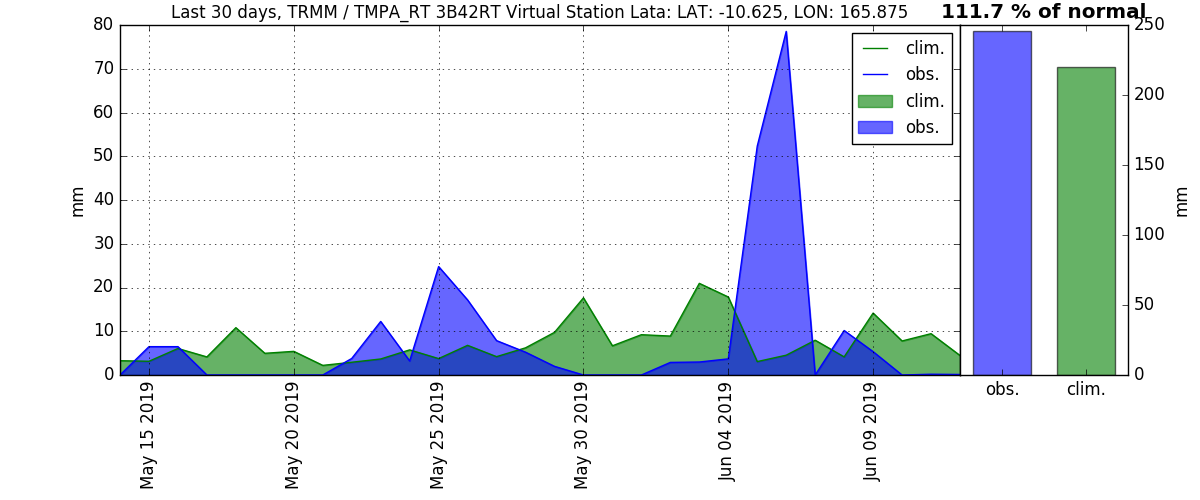 Last 30 days, TRMM / TMPA_RT 3B42RT Virtual Station Lata: LAT: -10.625, LON: 165.875
111.7 % of normal
80
70
60
50
40
30
20
10
0
mm
clim.
obs.
clim.
obs.
May 15 2019
May 20 2019
May 25 2019
May 30 2019
Jun 04 2019
Jun 09 2019
250
200
150
100
50
0
mm
obs.
clim.